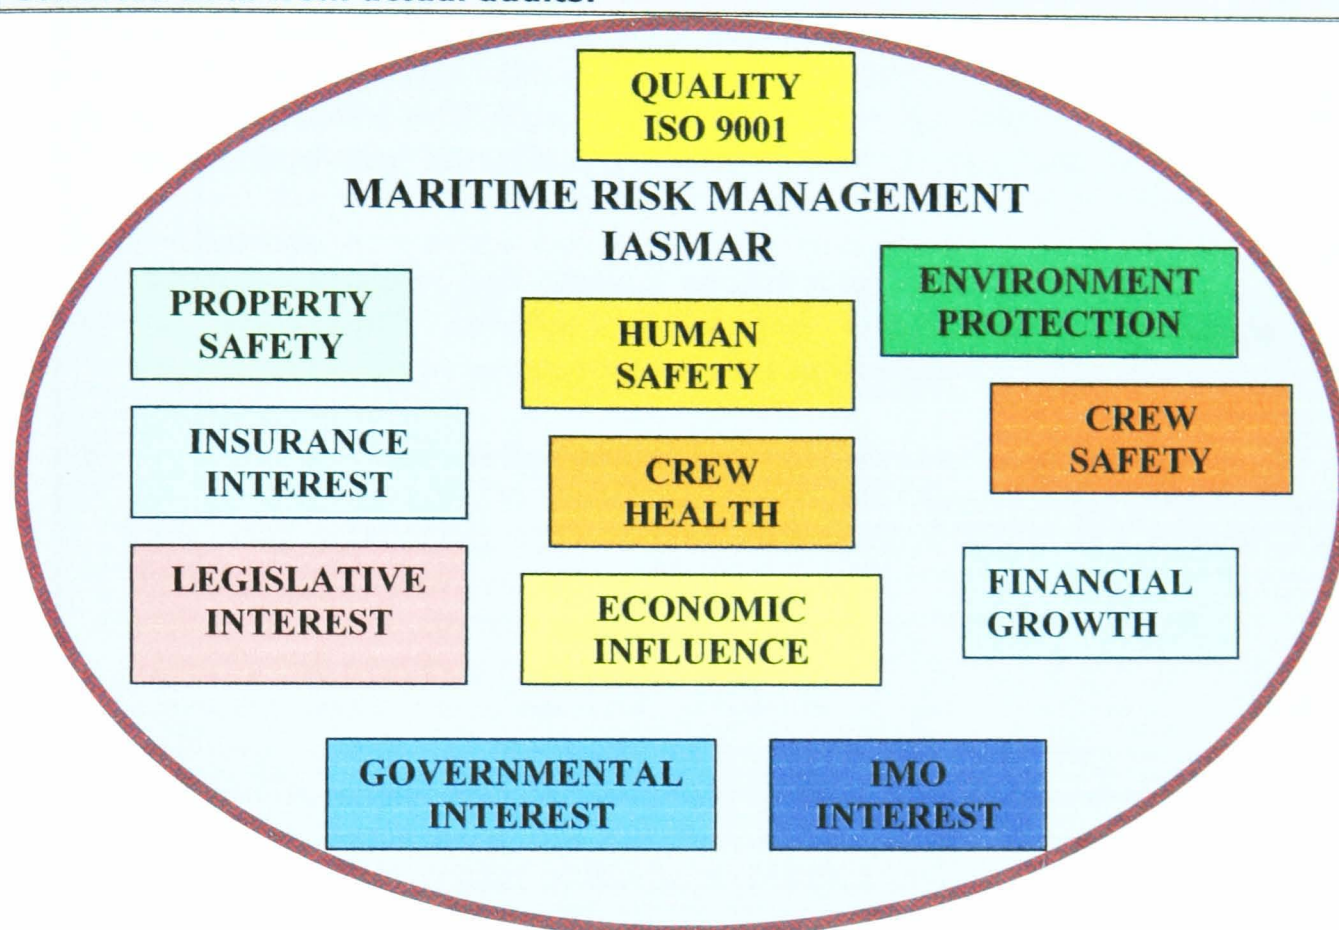 QUALITY
ISO 9001
MARITIME RISK MANAGEMENT
IASMAR
PROPERTY
SAFETY
HUMAN
SAFETY
ENVIRONMENT
PROTECTION
INSURANCE
INTEREST
CREW
HEALTH
CREW
SAFETY
LEGISLATIVE
INTEREST
ECONOMIC
INFLUENCE
FINANCIAL
GROWTH
GOVERNMENTAL
INTEREST
IMO
INTEREST